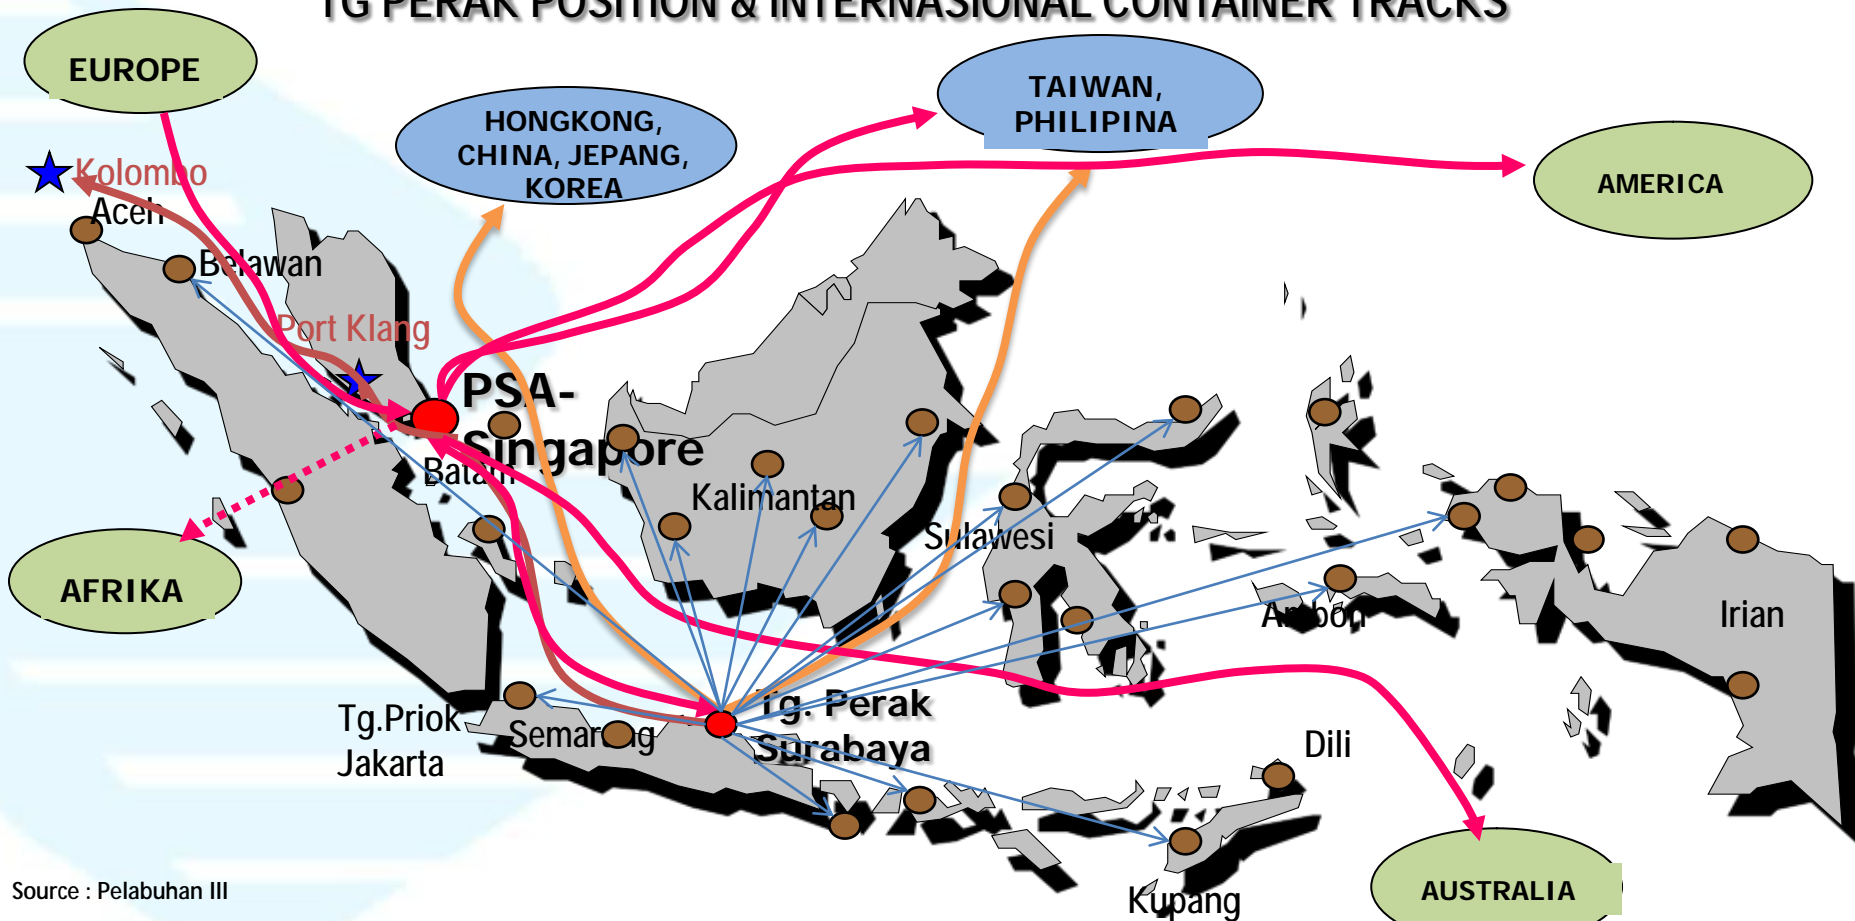 TG PERAK POSITION & INTERNASIONAL CONTAINER TRACKS
EUROPE
HONGKONG,
CHINA, JEPANG,
KOREA
TAIWAN,
PHILIPINA
AMERICA
Kolombo
Aceh
Belawan
Port Klang
PSA-
Singapore
Batam
Kalimantan
Sulawesi
AFRIKA
Ambon
Irian
Tg.Priok
Jakarta
Semarang
Tg. Perak
Surabaya
Dili
Kupang
AUSTRALIA
Source : Pelabuhan III